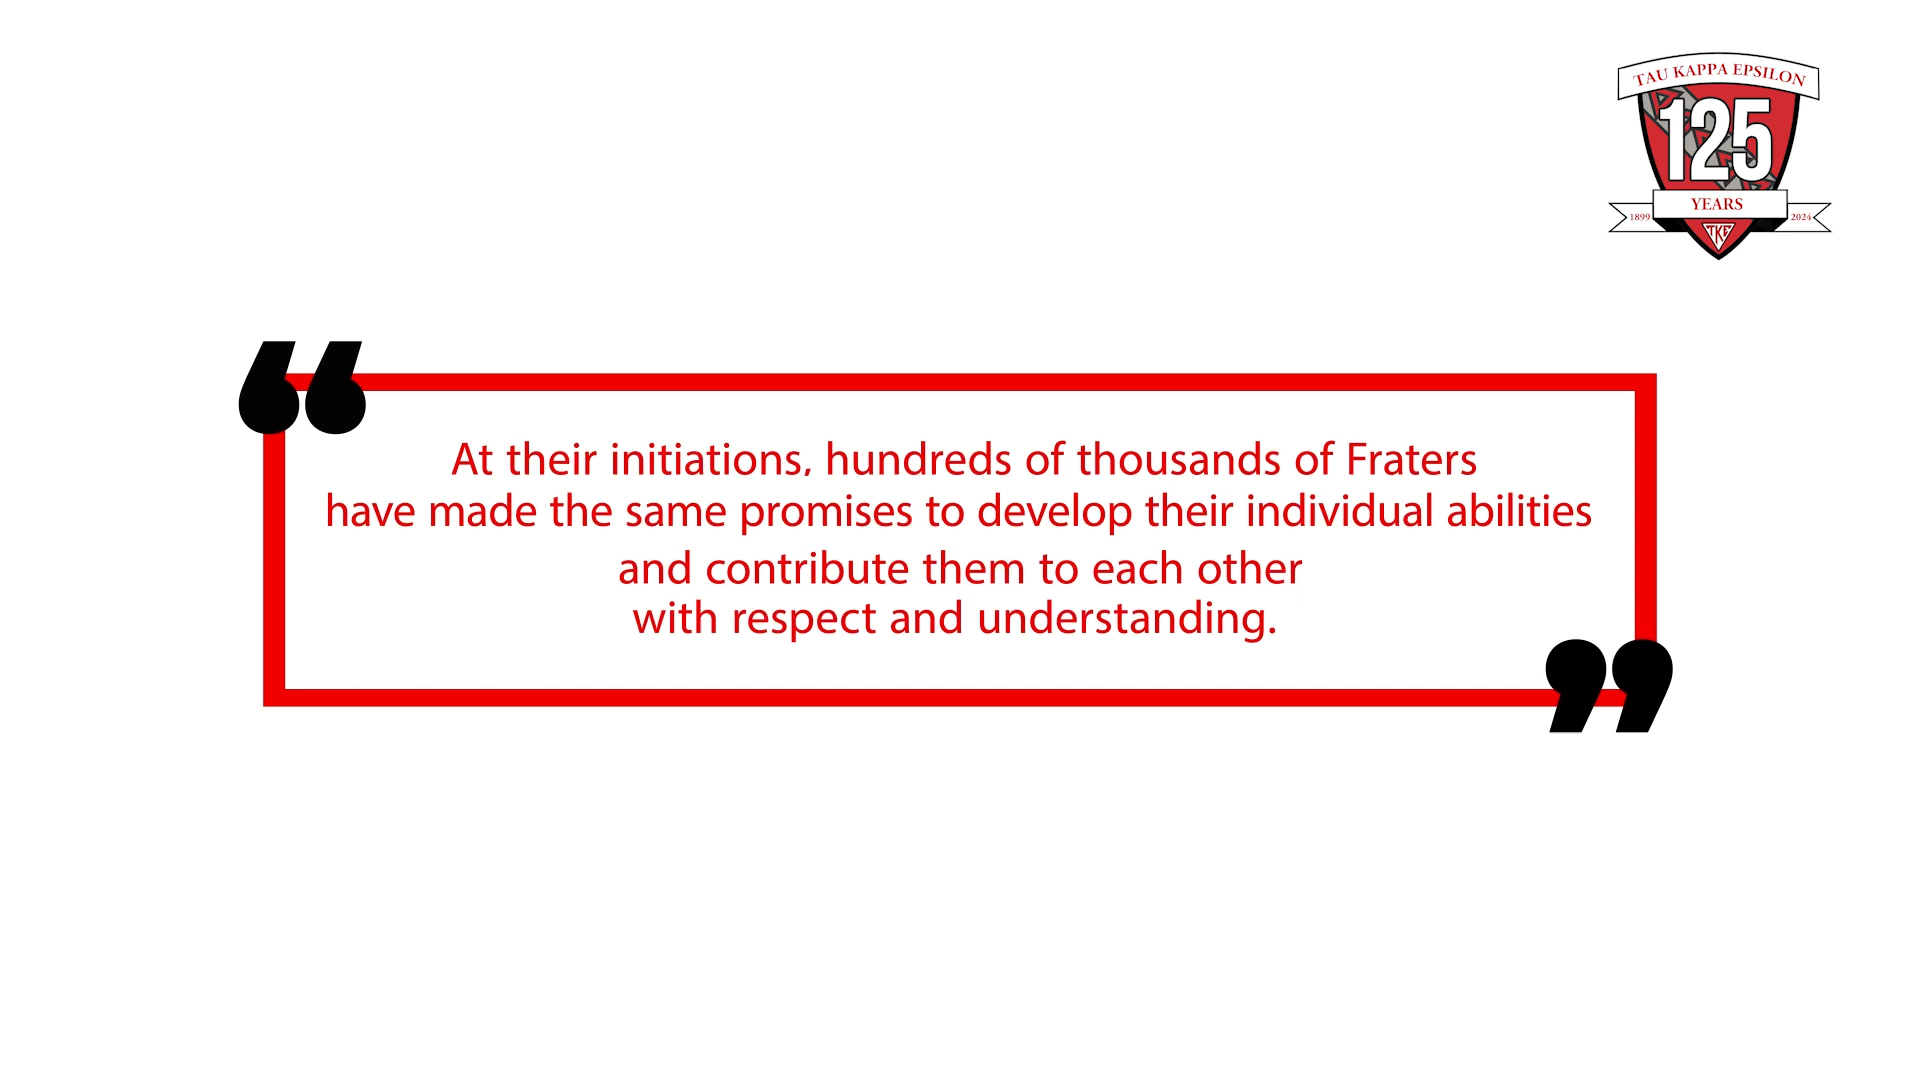 TAU KAPPA EPSILON
125
YEARS
1899
2024
TKE
“
At their initiations, hundreds of thousands of Fraters
have made the same promises to develop their individual abilities
and contribute them to each other
with respect and understanding.
”